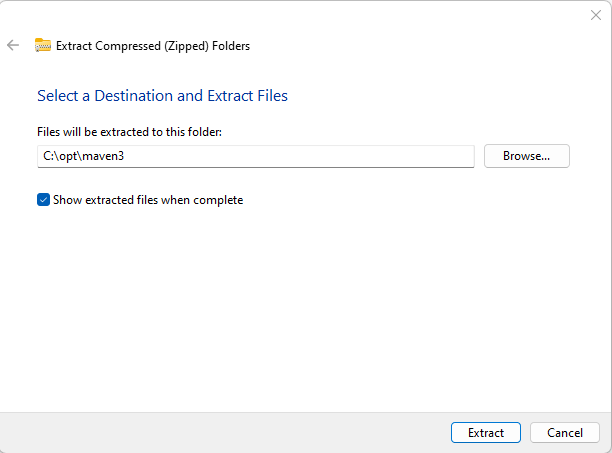 Extract Compressed (Zipped) Folders
Select a Destination and Extract Files
Files will be extracted to this folder:
C:\opt\maven3
Browse...
Show extracted files when complete
Extract
Cancel